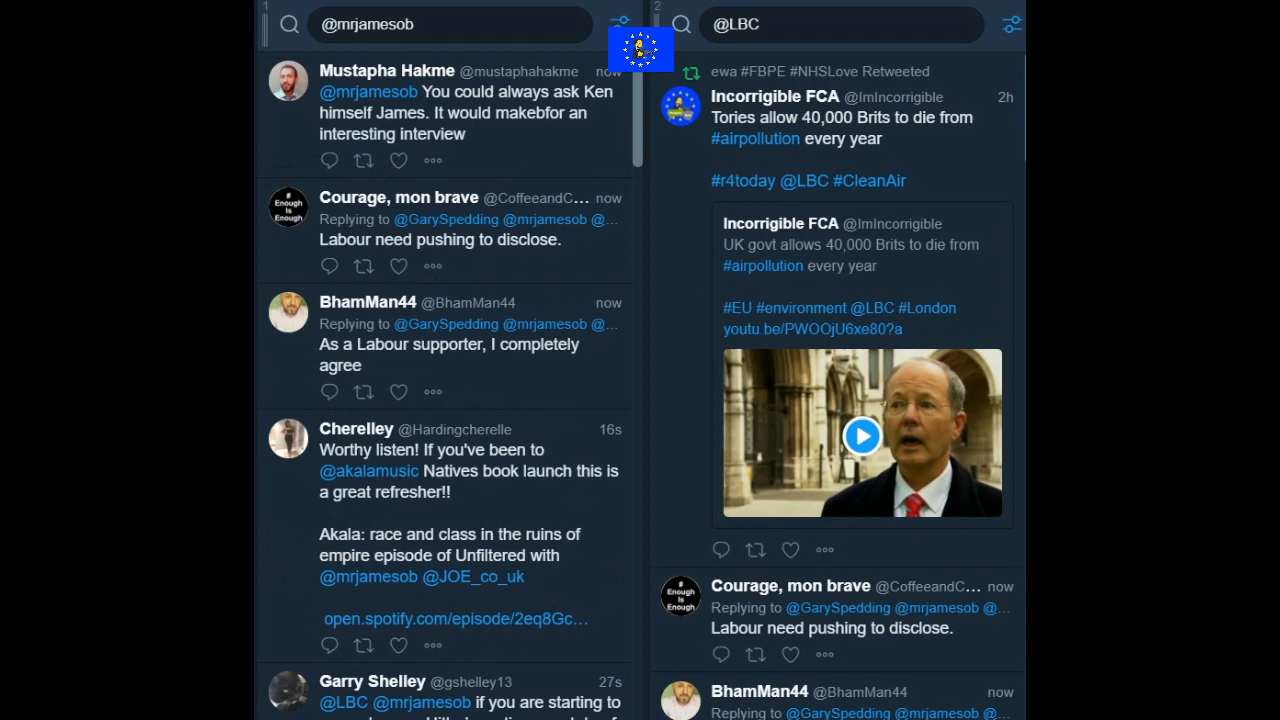 1
@mrjamesob
Mustapha Hakme @mustaphahakme now
@mrjamesob You could always ask Ken
himself James. It would makebfor an
interesting interview
Courage, mon brave @CoffeeandC... now
Replying to @GarySpedding @mrjamesob @...
Labour need pushing to disclose.
# Enough Is Enough
BhamMan44 @BhamMan44 now
Replying to @GarySpedding @mrjamesob @...
As a Labour supporter, I completely
agree
Cherelley @Hardingcherelle 16s
Worthy listen! If you've been to
@akalamusic Natives book launch this is
a great refresher!!
Akala: race and class in the ruins of
empire episode of Unfiltered with
@mrjamesob @JOE_co_uk
open.spotify.com/episode/2eq8Gc...
Garry Shelley @gshelley13 27s
@LBC @mrjamesob if you are starting to
2
@LBC
ewa #FBPE #NHSLove Retweeted
Incorrigible FCA @ImIncorrigible 2h
Tories allow 40,000 Brits to die from
#airpollution every year
#r4today @LBC #CleanAir
Incorrigible FCA @ImIncorrigible
UK govt allows 40,000 Brits to die from
#airpollution every year
#EU #environment @LBC #London
youtu.be/PWOOjU6xe80?a
Courage, mon brave @CoffeeandC... now
Replying to @GarySpedding @mrjamesob @...
Labour need pushing to disclose.
# Enough Is Enough
BhamMan44 @BhamMan44 now
Replying to @GarySpedding @mrjamesob @...